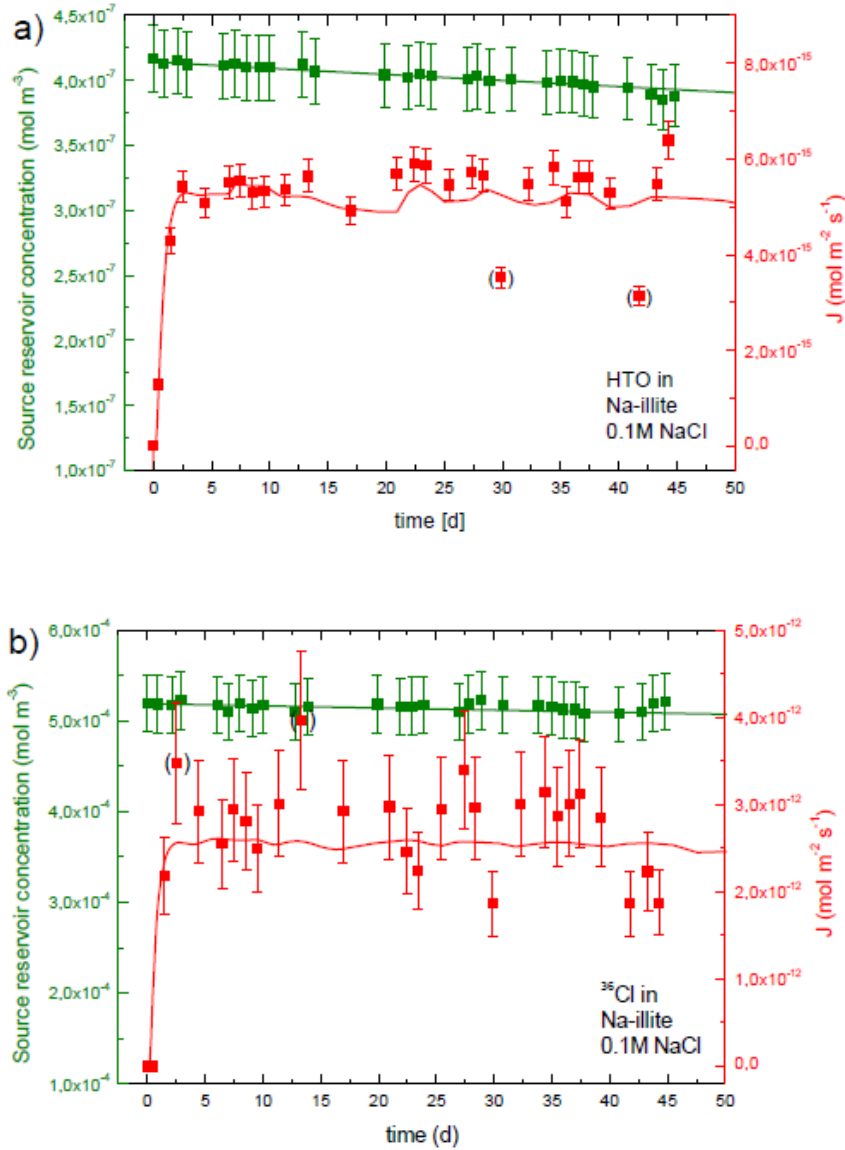 a)
Source reservoir concentration (mol m⁻³)
4,5x10⁻⁷
4,0x10⁻⁷
3,5x10⁻⁷
3,0x10⁻⁷
2,5x10⁻⁷
2,0x10⁻⁷
1,5x10⁻⁷
1,0x10⁻⁷
8,0x10⁻¹⁵
6,0x10⁻¹⁵
4,0x10⁻¹⁵
2,0x10⁻¹⁵
0,0
J (mol m⁻² s⁻¹)
( )
( )
HTO in
Na-illite
0.1M NaCl
0 5 10 15 20 25 30 35 40 45 50
time [d]
b)
Source reservoir concentration (mol m⁻³)
6,0x10⁻⁴
5,0x10⁻⁴
4,0x10⁻⁴
3,0x10⁻⁴
2,0x10⁻⁴
1,0x10⁻⁴
5,0x10⁻¹²
4,0x10⁻¹²
3,0x10⁻¹²
2,0x10⁻¹²
1,0x10⁻¹²
0,0
J (mol m⁻² s⁻¹)
( )
( )
³⁶Cl in
Na-illite
0.1M NaCl
0 5 10 15 20 25 30 35 40 45 50
time (d)